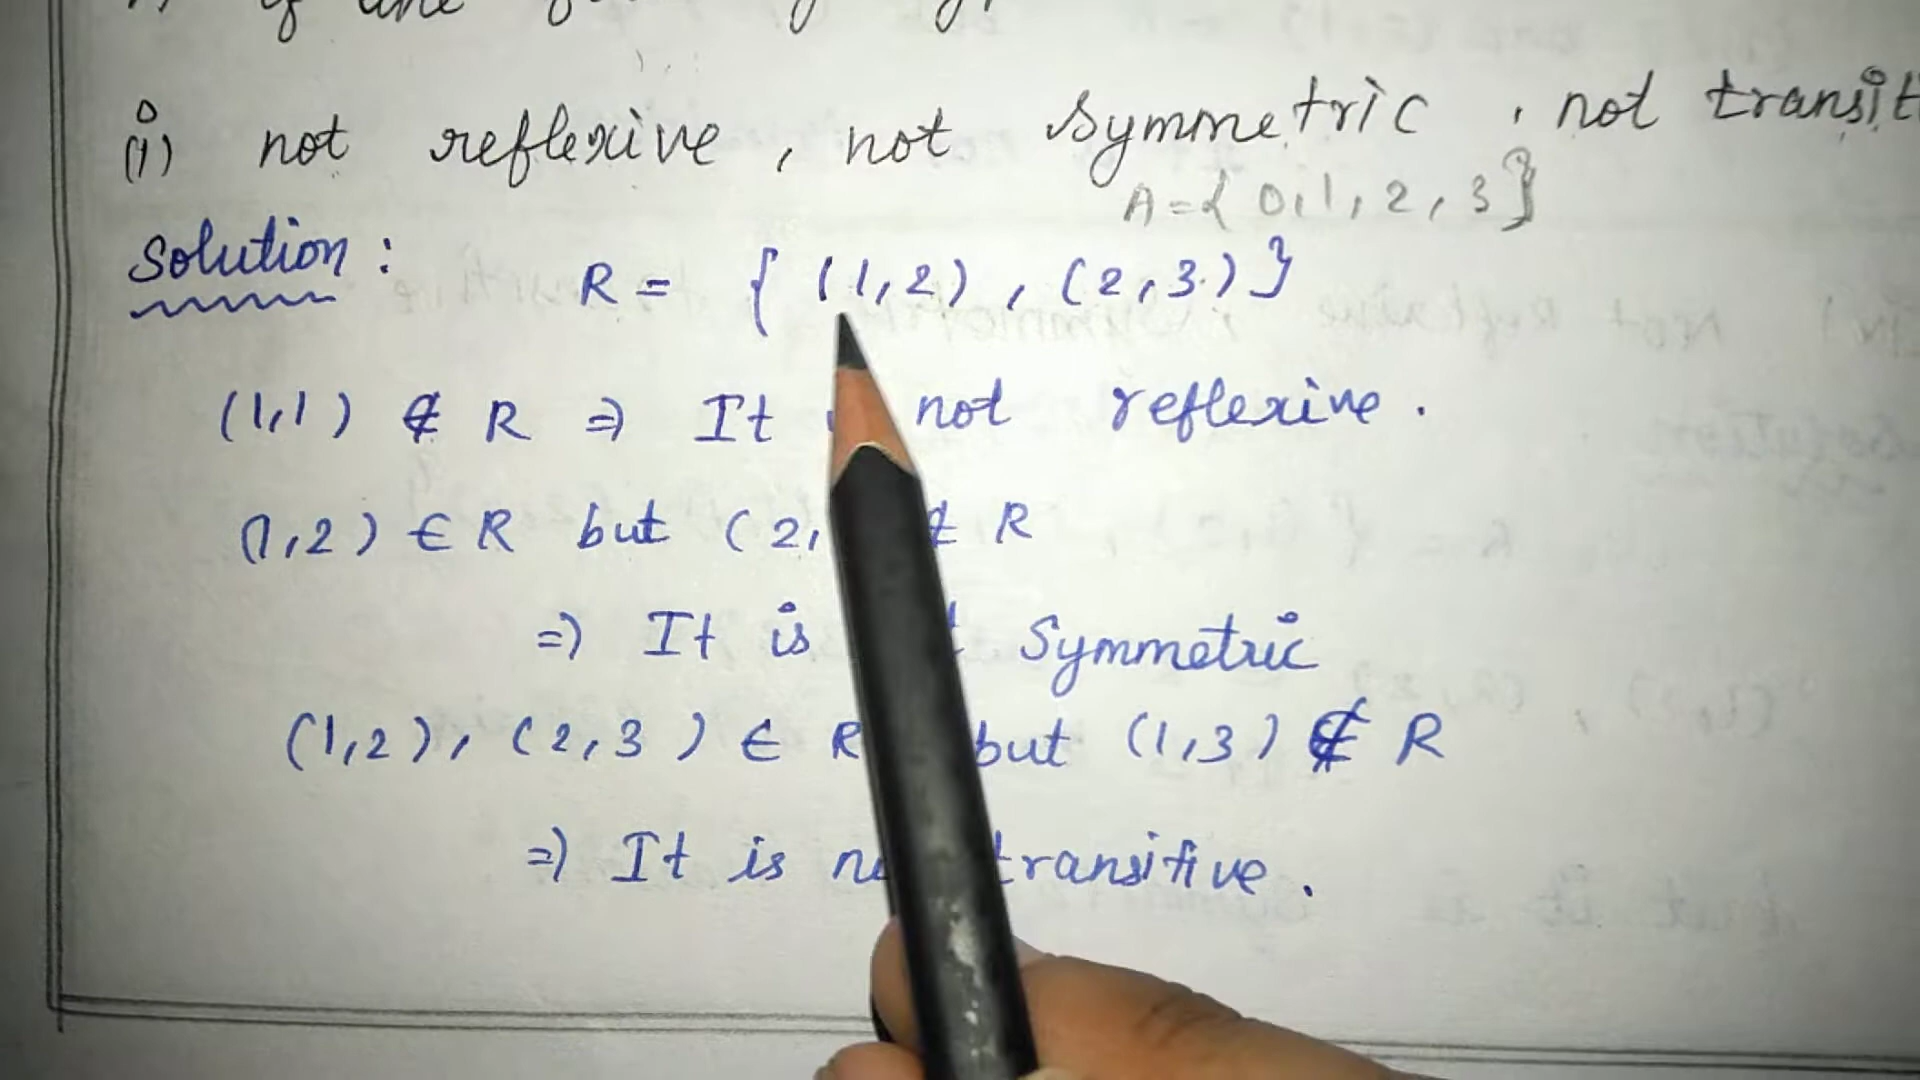 (i) not reflexive, not symmetric, not
A={0,1,2,3}
Solution: R = {(1,2), (2,3)}
(1,1) ∉ R ⇒ It not reflexive.
(1,2) ∈ R but (2, ∉ R
⇒ It is Symmetric
(1,2), (2,3) ∈ R but (1,3) ∉ R
⇒ It is transitive.